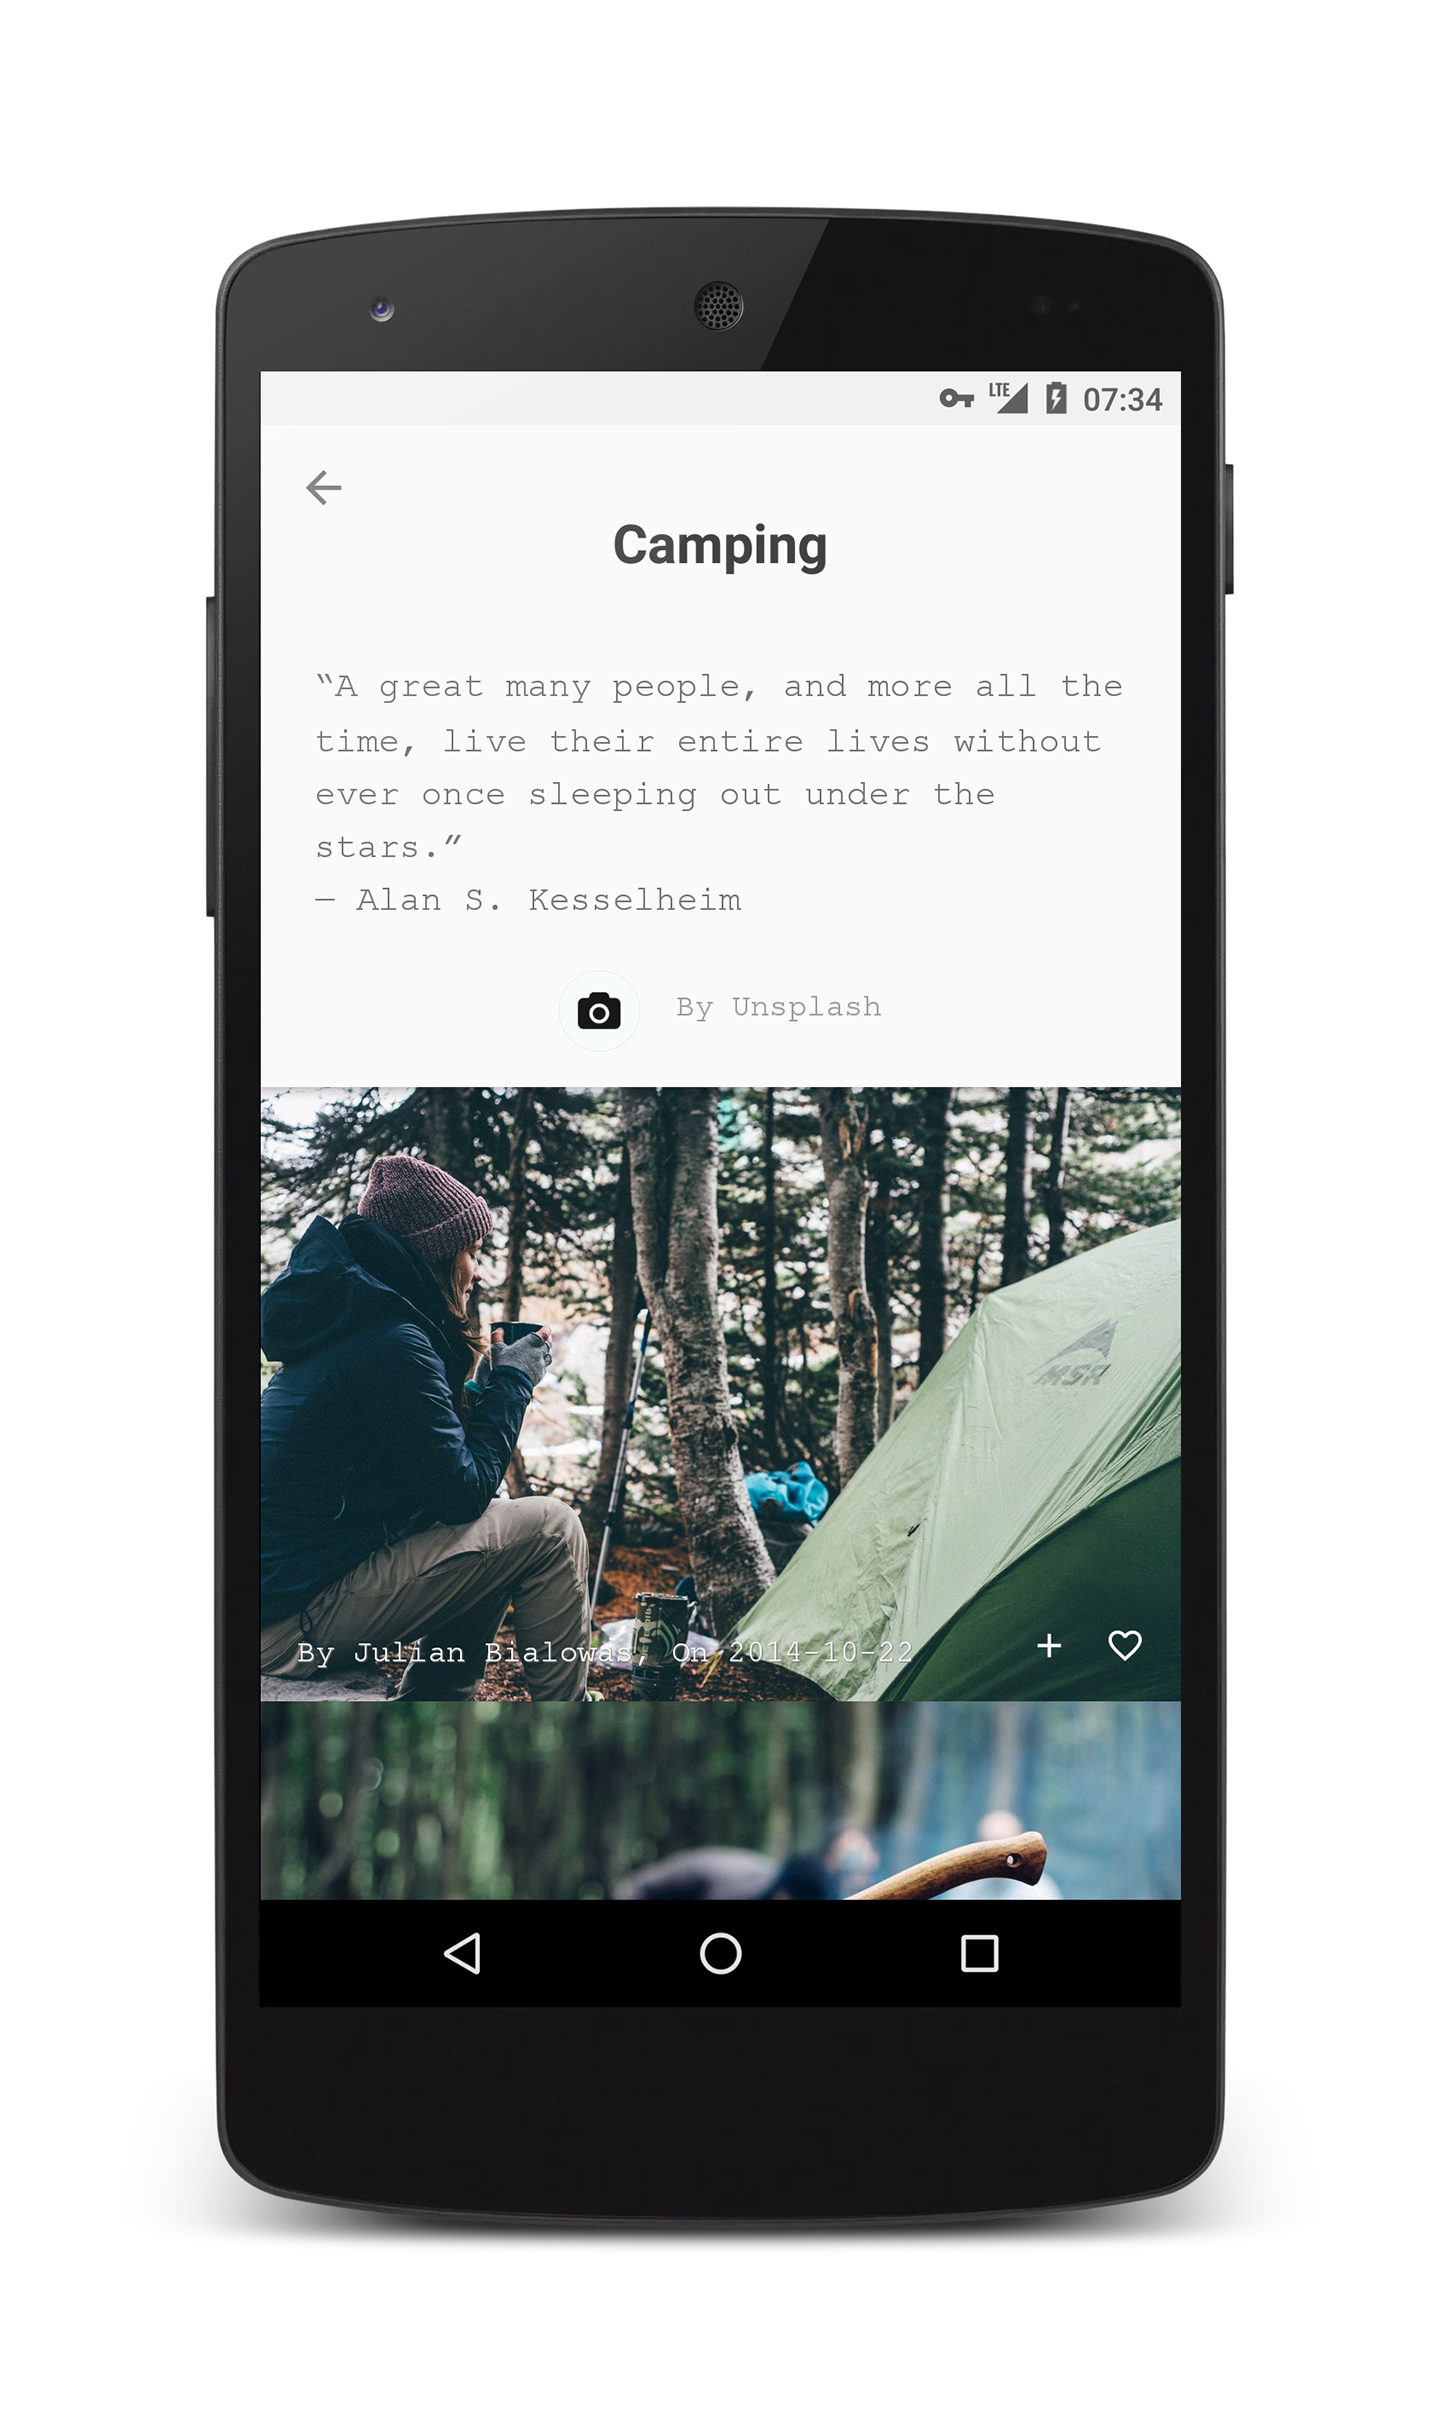 LTE 07:34
Camping
“A great many people, and more all the
time, live their entire lives without
ever once sleeping out under the
stars.”
— Alan S. Kesselheim
By Unsplash
MSR
By Julian Bialowas, On 2014-10-22